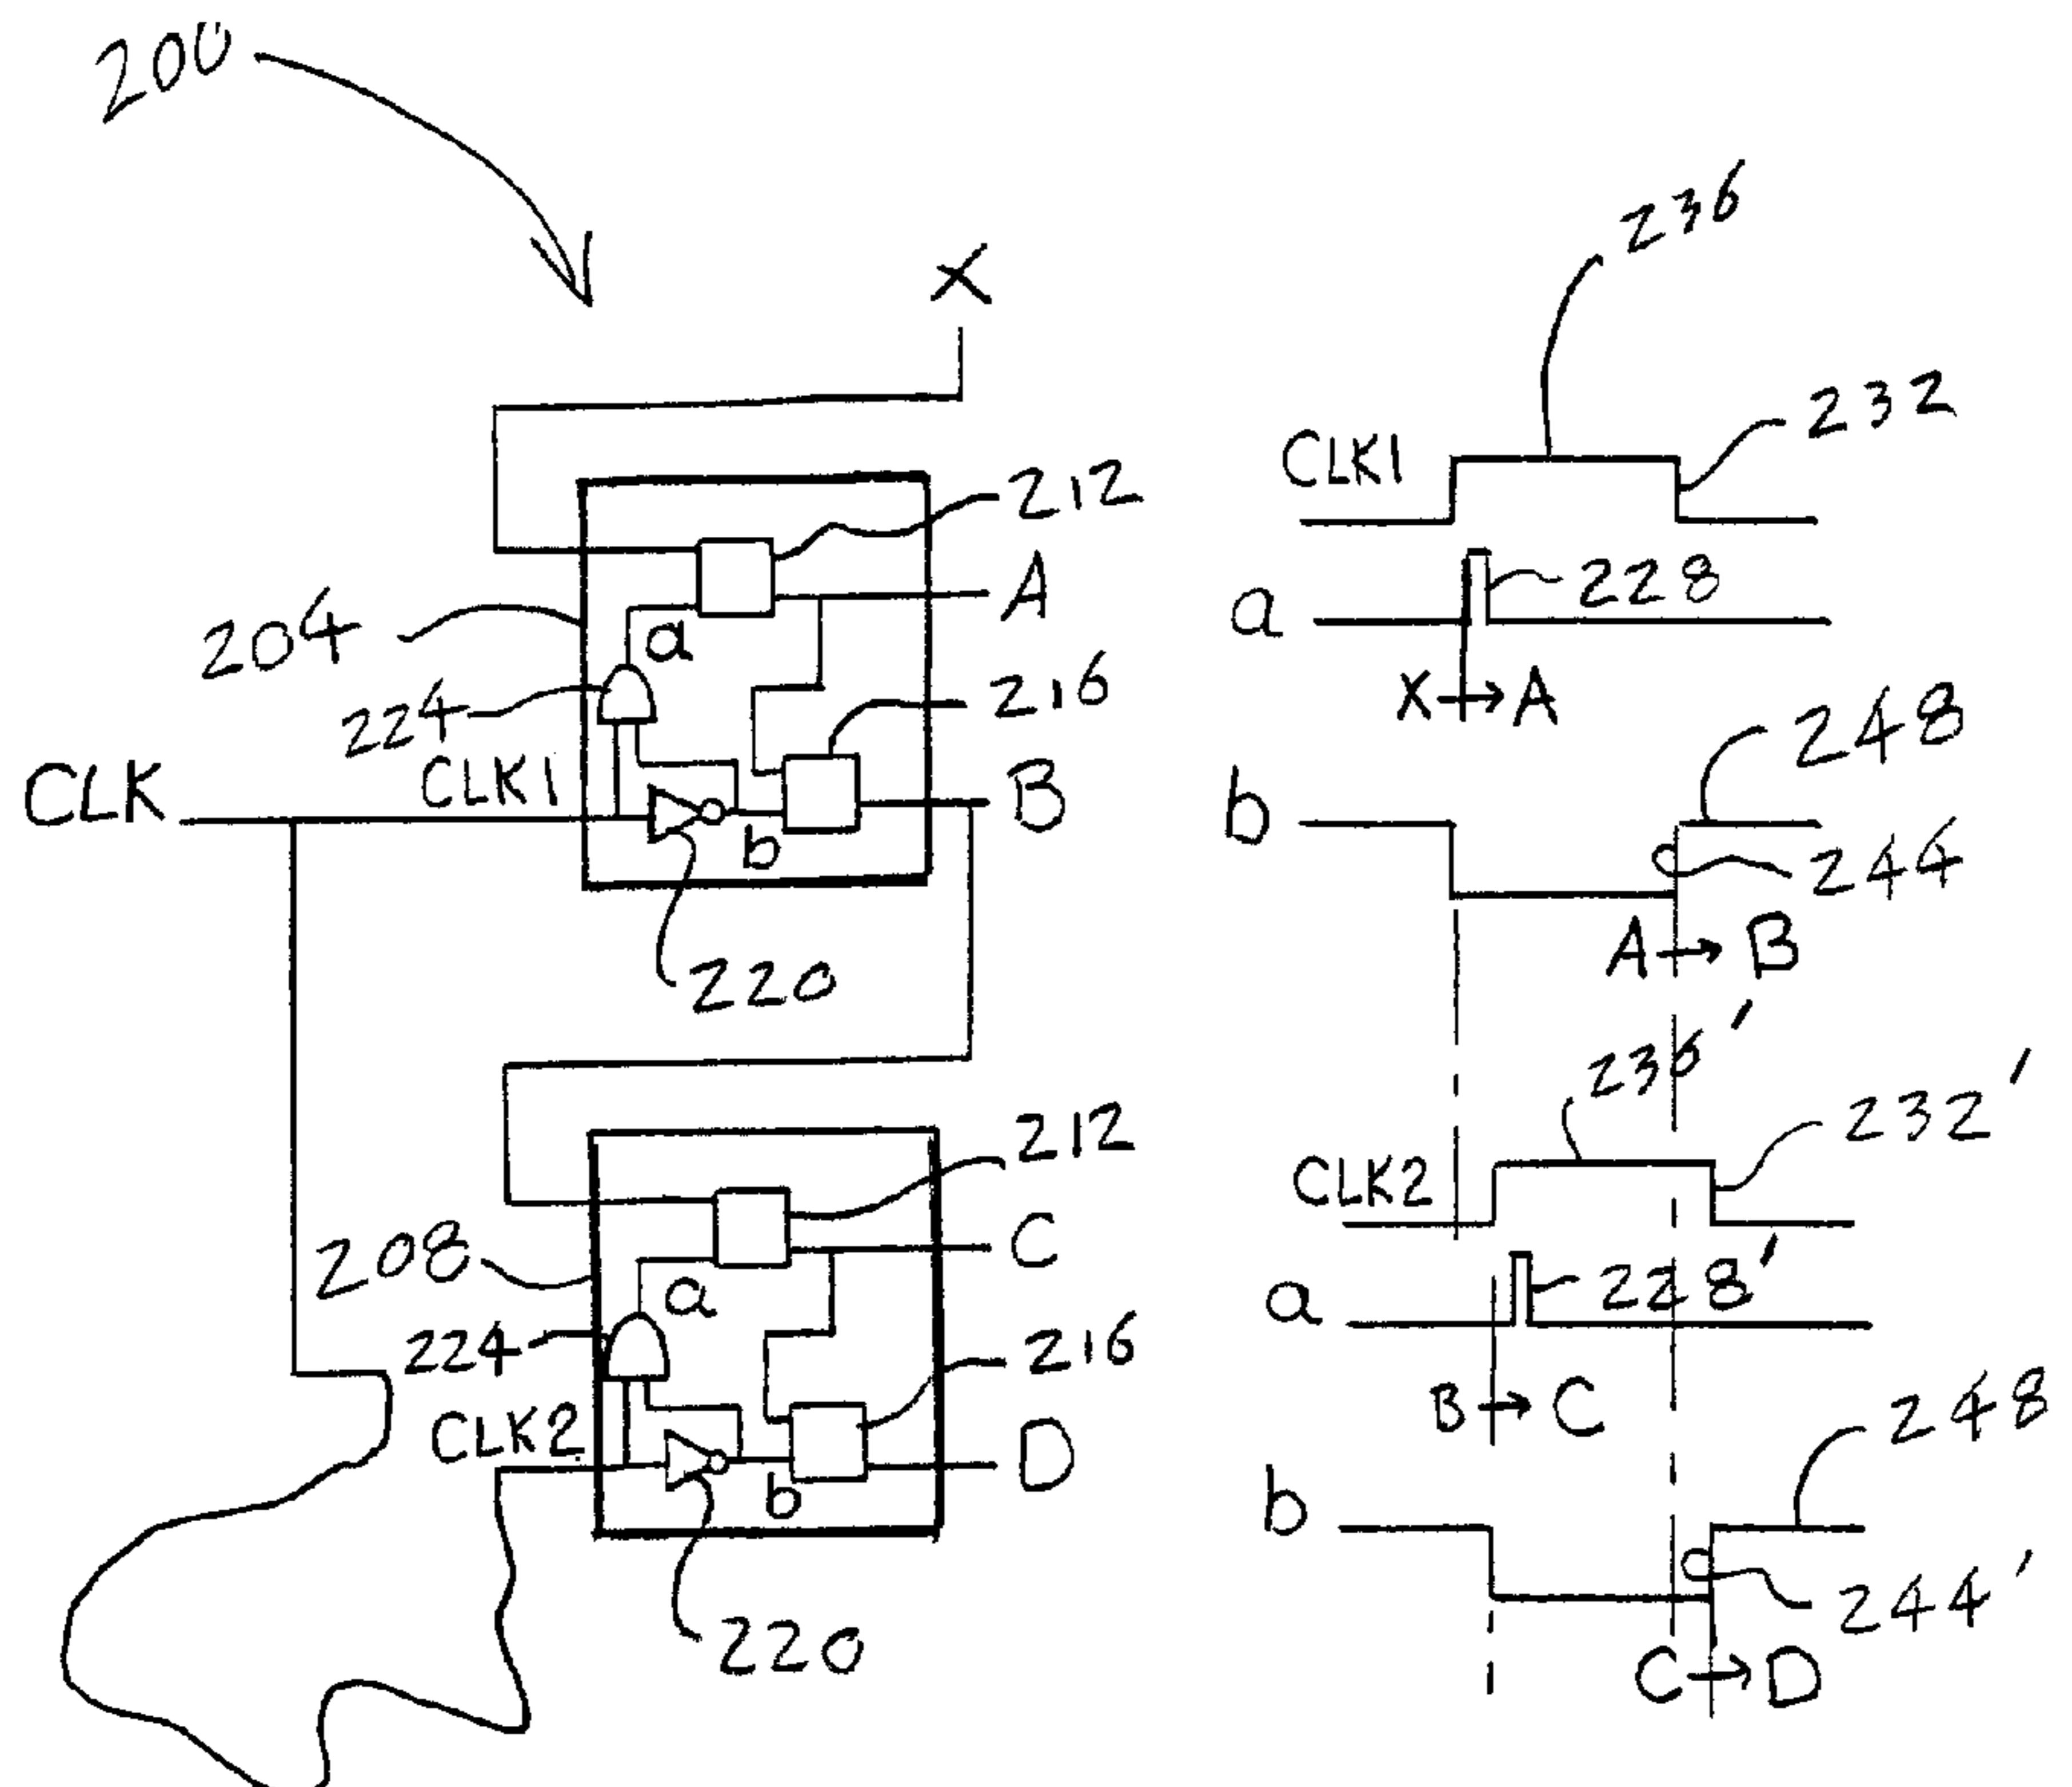 200
X
212
A
204
a
224
216
CLK1
CLK
B
b
220
212
C
208
a
224
216
CLK2
D
b
220
236
CLK1
232
a
228
X → A
248
b
244
A → B
236'
232'
CLK2
228'
a
B → C
248
b
244'
C → D